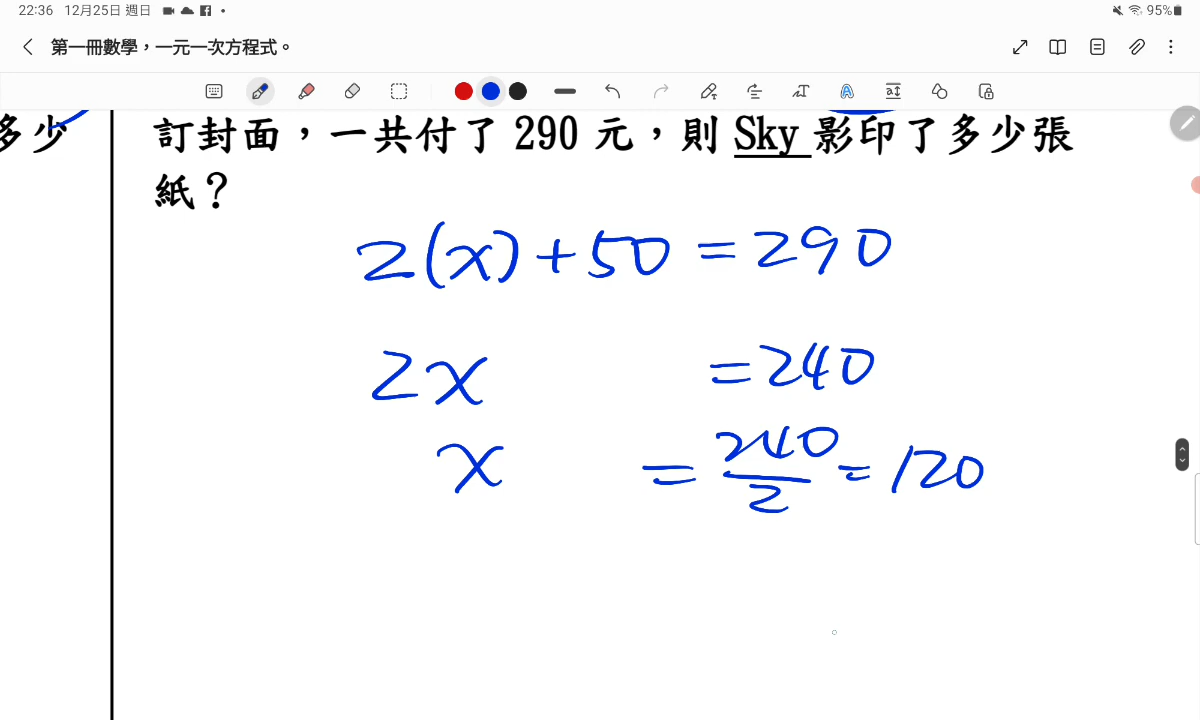 22:36 12月25日 週日 95%
第一冊數學，一元一次方程式。
多少
訂封面，一共付了 290 元，則 Sky 影印了多少張
紙？
2(x)+50=290
2x =240
x =240/2=120